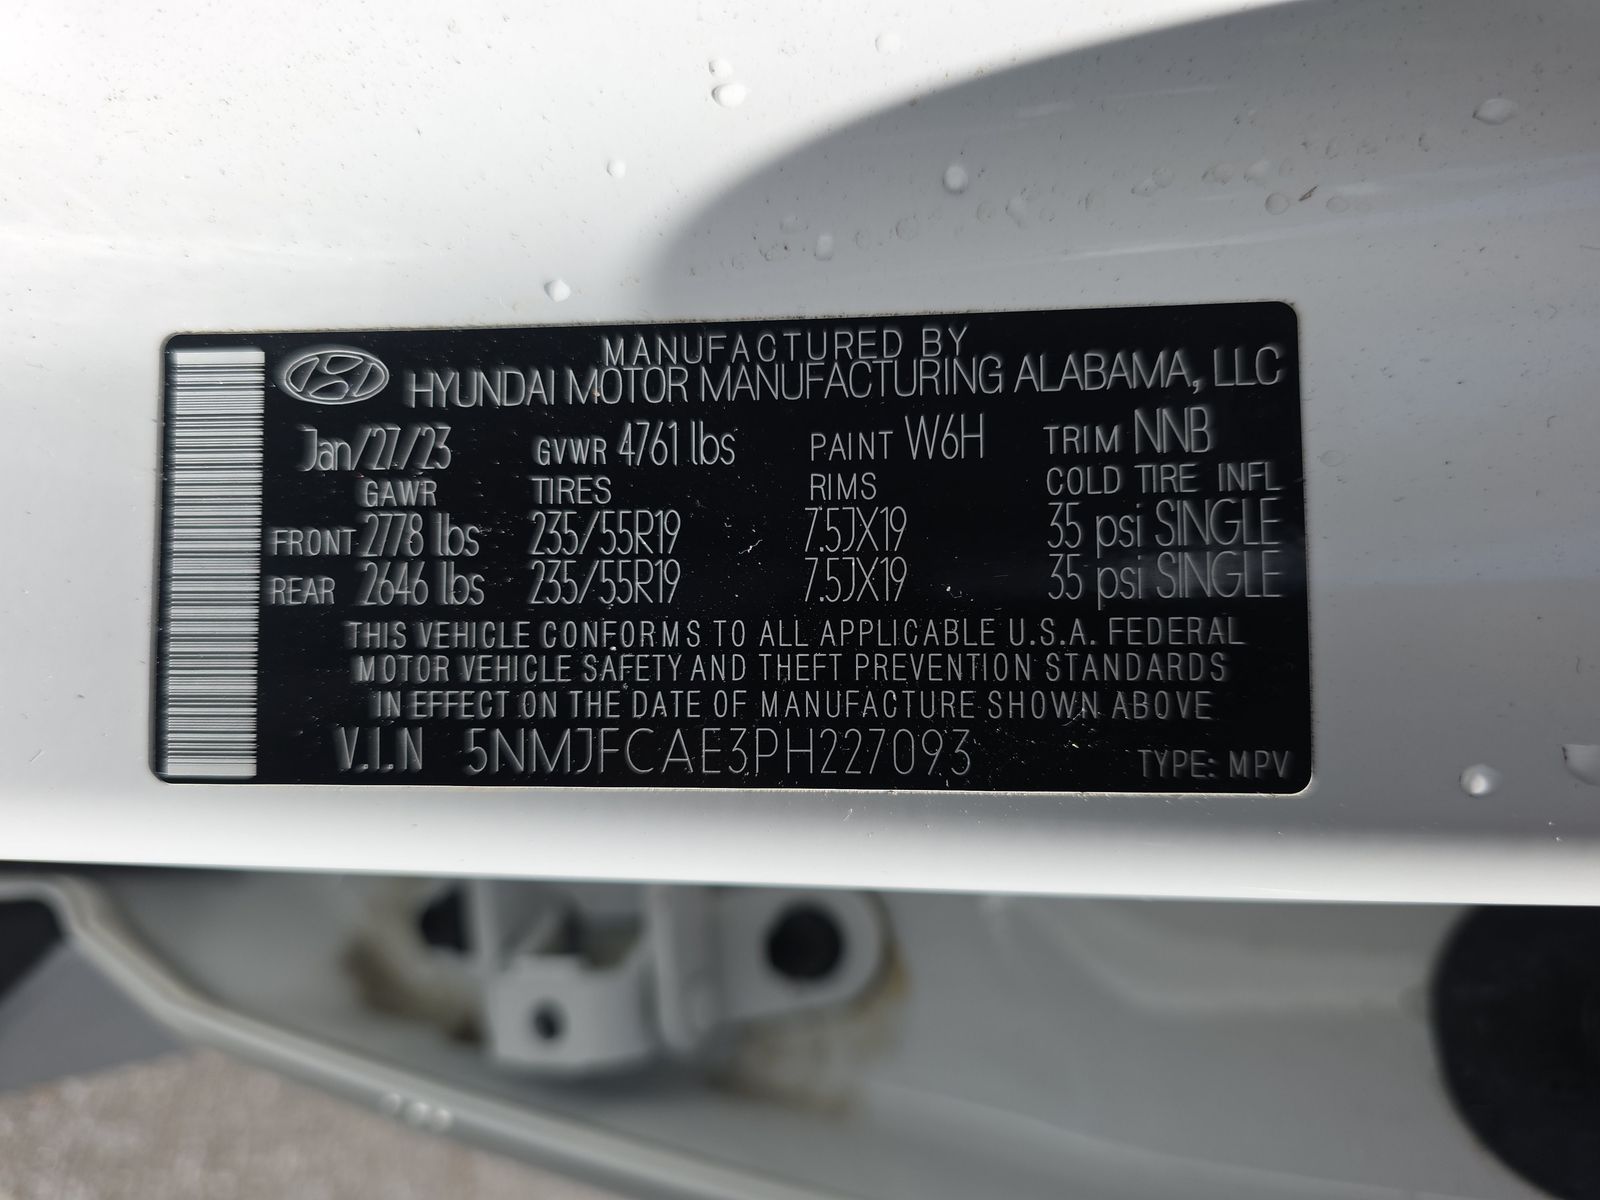 MANUFACTURED BY
HYUNDAI MOTOR MANUFACTURING ALABAMA, LLC
Jan/27/23 GVWR 4761 lbs PAINT W6H TRIM NNB
GAWR TIRES RIMS COLD TIRE INFL
FRONT 2778 lbs 235/55R19 7.5JX19 35 psi SINGLE
REAR 2646 lbs 235/55R19 7.5JX19 35 psi SINGLE
THIS VEHICLE CONFORMS TO ALL APPLICABLE U.S.A. FEDERAL
MOTOR VEHICLE SAFETY AND THEFT PREVENTION STANDARDS
IN EFFECT ON THE DATE OF MANUFACTURE SHOWN ABOVE
V.I.N 5NMJFCAE3PH227093 TYPE: MPV